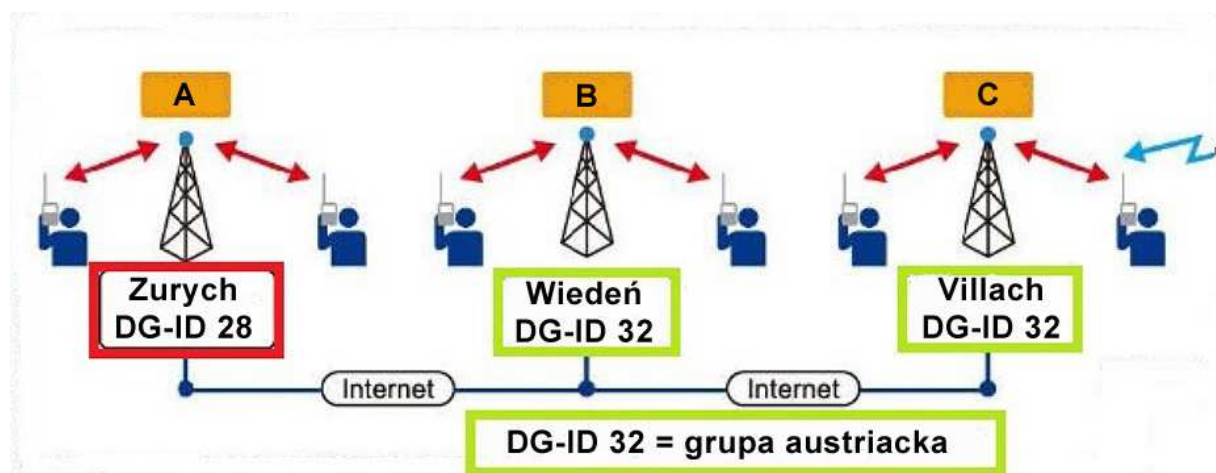 A
B
C
Zurych
DG-ID 28
Wiedeń
DG-ID 32
Villach
DG-ID 32
Internet
Internet
DG-ID 32 = grupa austriacka